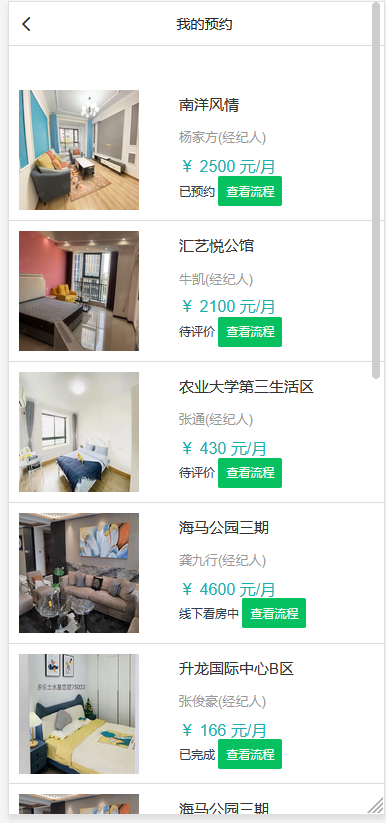 我的预约
南洋风情
杨家方(经纪人)
￥ 2500 元/月
已预约 查看流程
汇艺悦公馆
牛凯(经纪人)
￥ 2100 元/月
待评价 查看流程
农业大学第三生活区
张通(经纪人)
￥ 430 元/月
待评价 查看流程
海马公园三期
龚九行(经纪人)
￥ 4600 元/月
线下看房中 查看流程
升龙国际中心B区
张俊豪(经纪人)
￥ 166 元/月
已完成 查看流程
海马公园三期